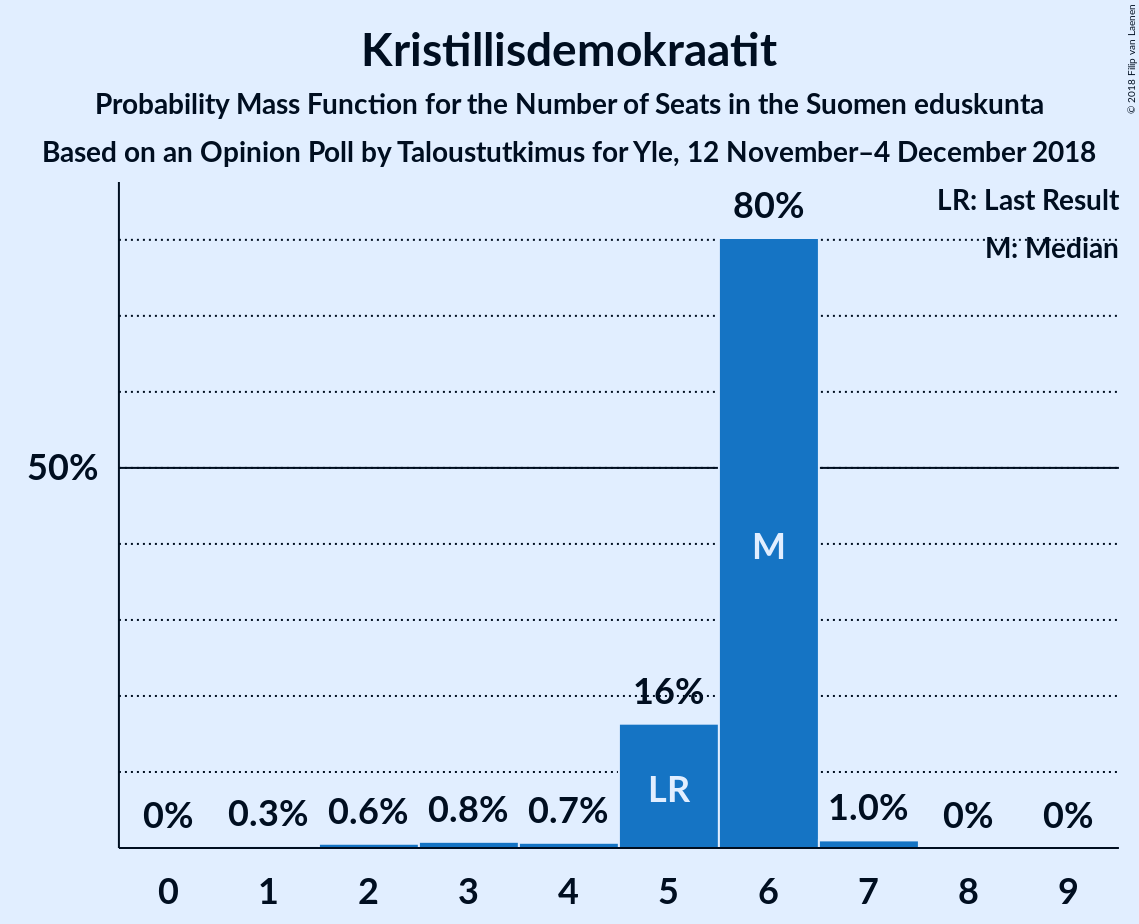 Kristillisdemokraatit
Probability Mass Function for the Number of Seats in the Suomen eduskunta
Based on an Opinion Poll by Taloustutkimus for Yle, 12 November–4 December 2018
© 2018 Filip van Laenen
LR: Last Result
M: Median
80%
50%
M
16%
LR
0% 0.3% 0.6% 0.8% 0.7% 1.0% 0% 0%
0 1 2 3 4 5 6 7 8 9